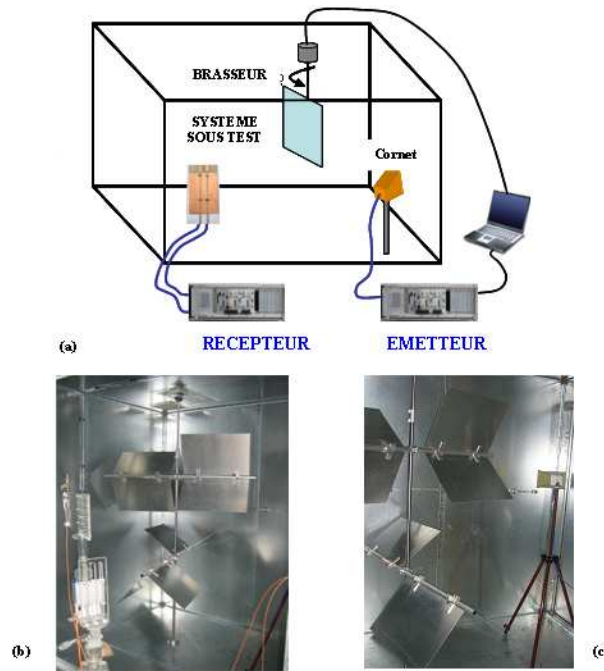 BRASSEUR
SYSTEME
SOUS TEST
Cornet
RECEPTEUR
EMETTEUR
(a)
(b)
(c